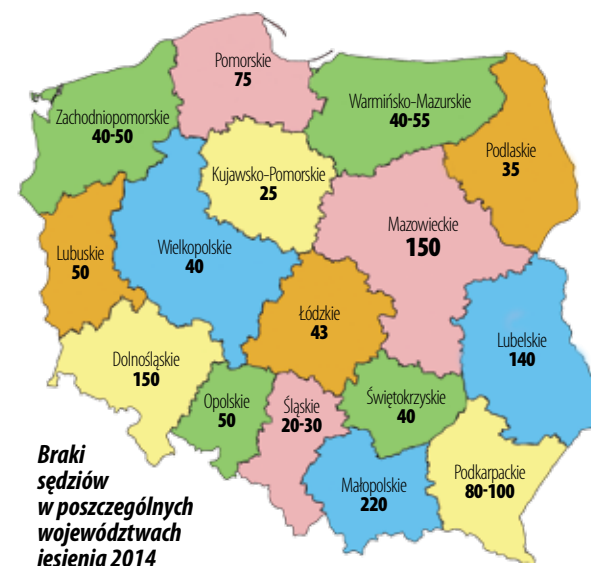 Pomorskie
75
Zachodniopomorskie
40-50
Warmińsko-Mazurskie
40-55
Podlaskie
35
Kujawsko-Pomorskie
25
Mazowieckie
150
Lubuskie
50
Wielkopolskie
40
Łódzkie
43
Lubelskie
140
Dolnośląskie
150
Opolskie
50
Śląskie
20-30
Świętokrzyskie
40
Małopolskie
220
Podkarpackie
80-100
Braki
sędziów
w poszczególnych
województwach
jesienią 2014